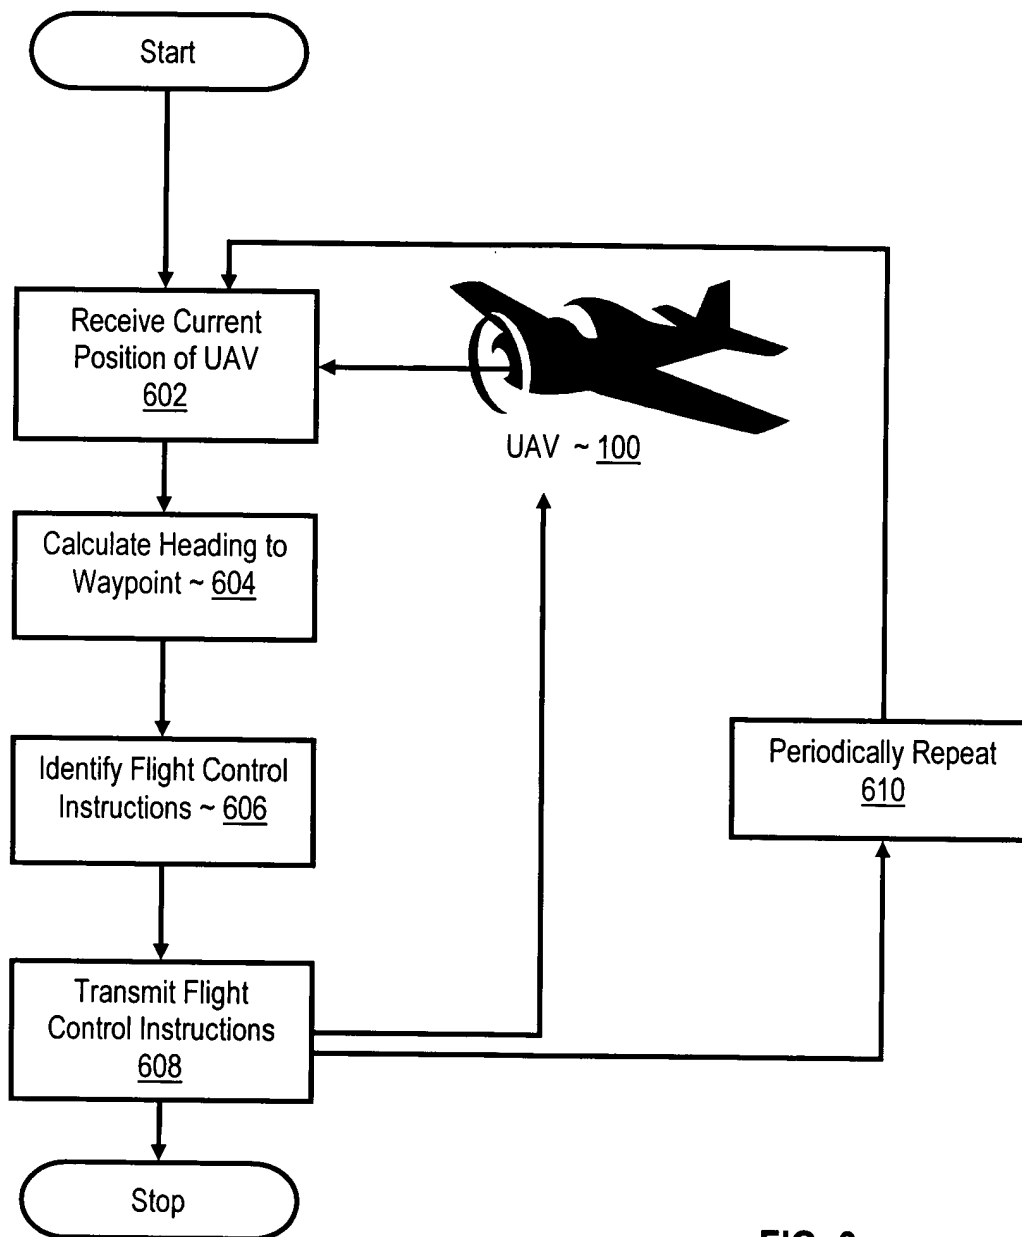 Start
Receive Current
Position of UAV
602
UAV ~ 100
Calculate Heading to
Waypoint ~ 604
Identify Flight Control
Instructions ~ 606
Periodically Repeat
610
Transmit Flight
Control Instructions
608
Stop
FIG.